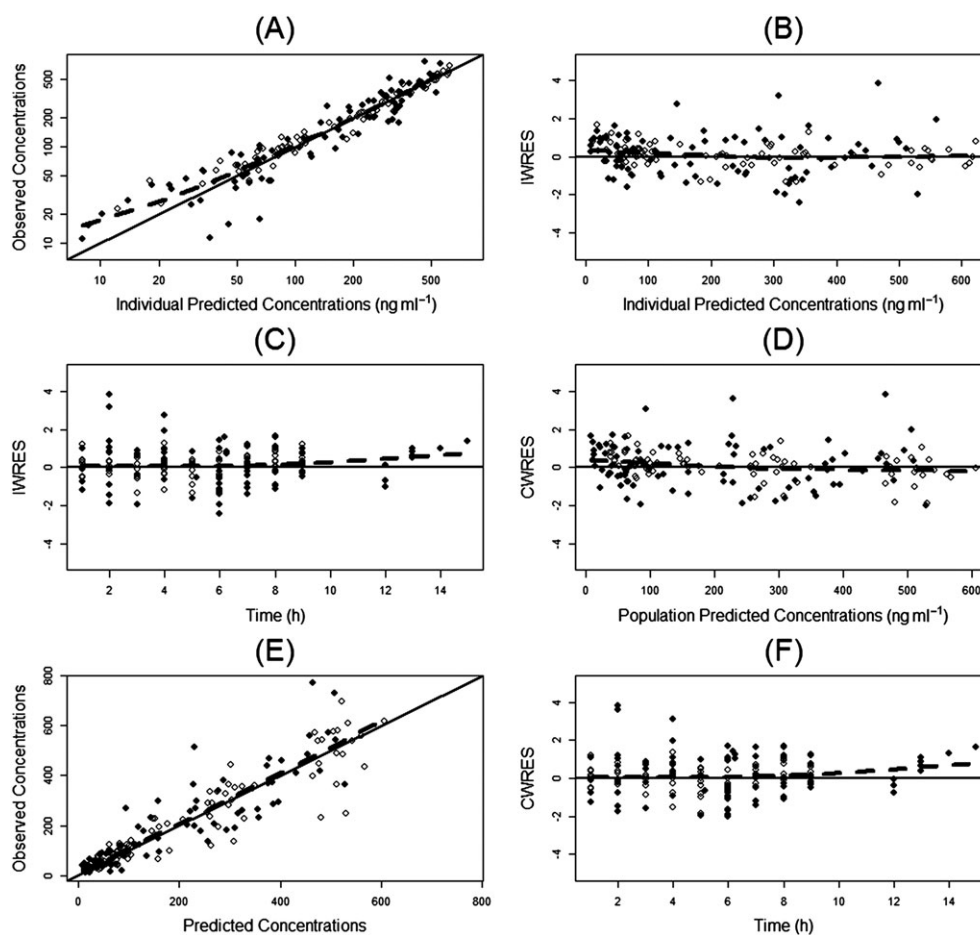 (A)
Observed Concentrations
500
100
50
20
10
10 20 50 100 200 500
Individual Predicted Concentrations (ng ml⁻¹)
(B)
IWRES
4
2
0
-2
-4
0 100 200 300 400 500 600
Individual Predicted Concentrations (ng ml⁻¹)
(C)
IWRES
4
2
0
-2
-4
2 4 6 8 10 12 14
Time (h)
(D)
CWRES
4
2
0
-2
-4
0 100 200 300 400 500 600
Population Predicted Concentrations (ng ml⁻¹)
(E)
Observed Concentrations
800
600
400
200
0
0 200 400 600 800
Predicted Concentrations
(F)
CWRES
4
2
0
-2
-4
2 4 6 8 10 12 14
Time (h)